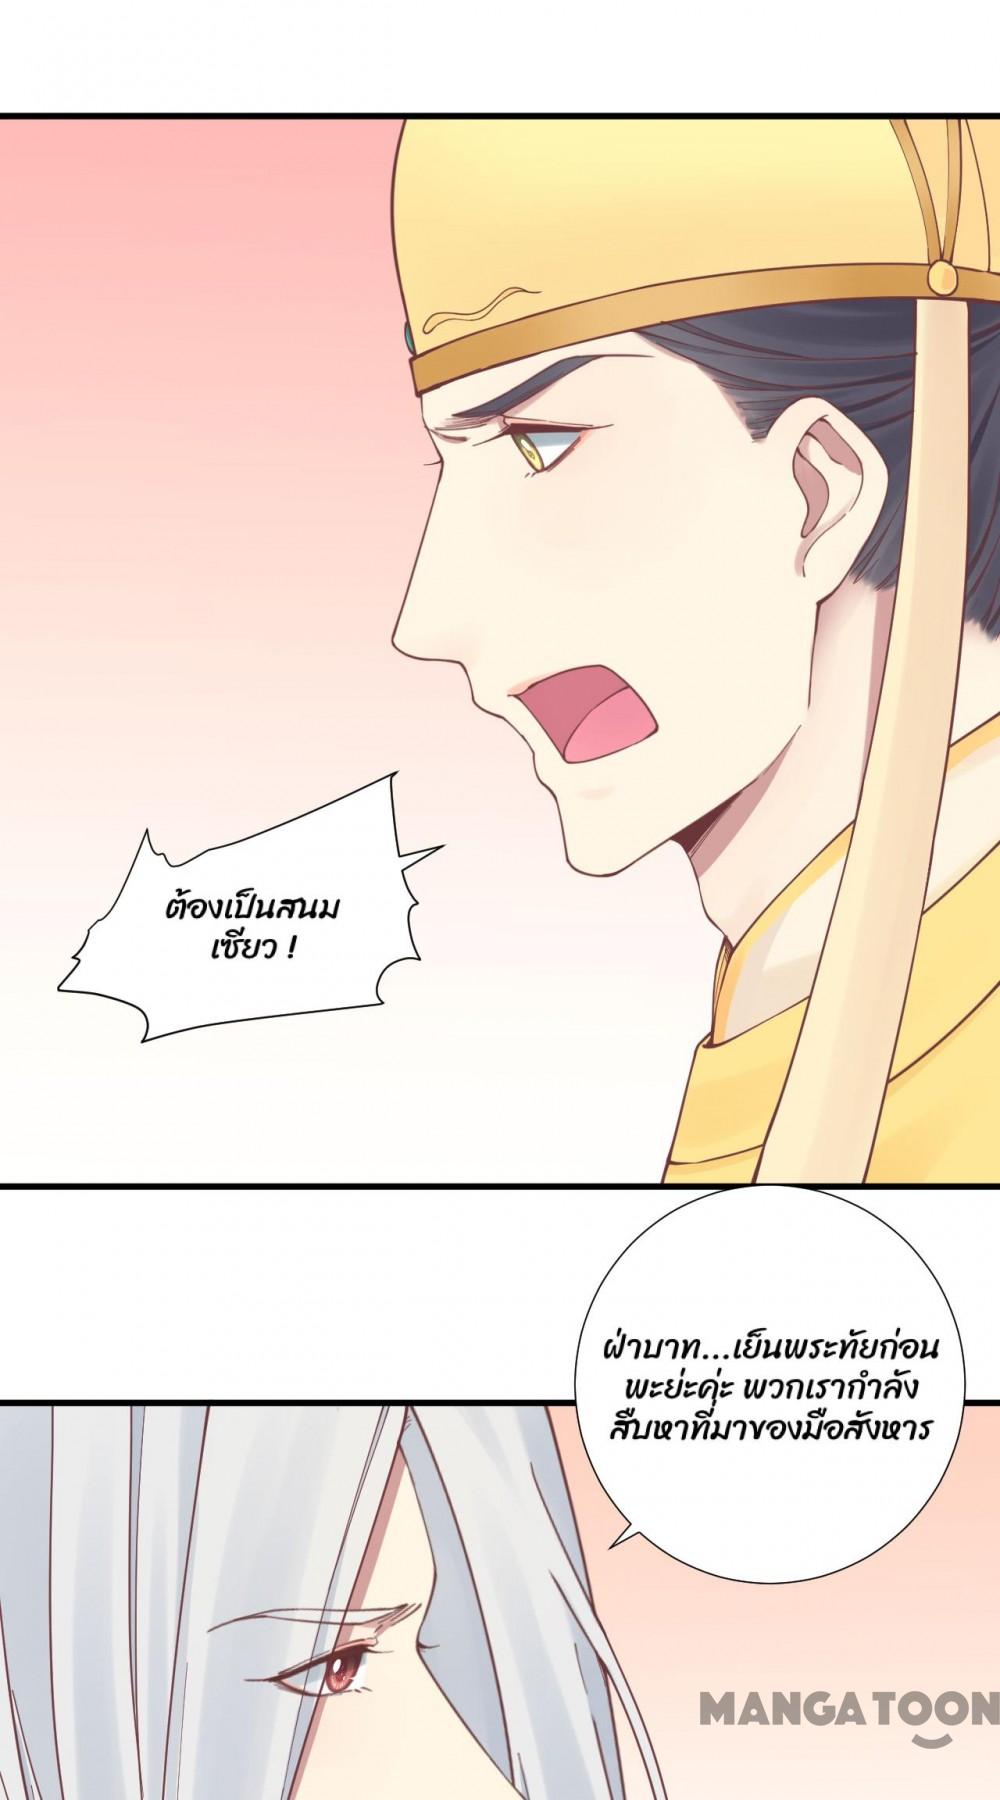 ต้องเป็นสนม
เซียว !
ฝ่าบาท...เย็นพระทัยก่อน
พะย่ะค่ะ พวกเรากำลัง
สืบหาที่มาของมือสังหาร
MANGATOON